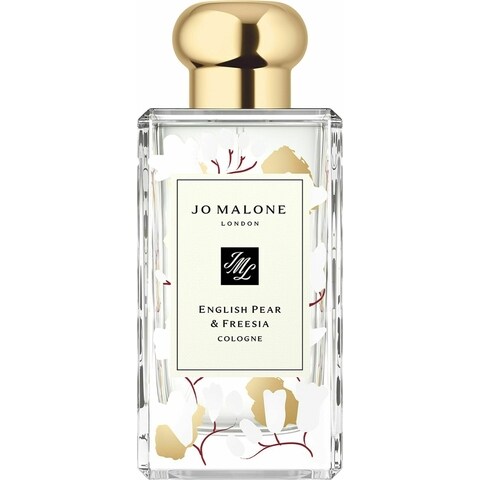 JO MALONE
LONDON
JML
ENGLISH PEAR
& FREESIA
COLOGNE